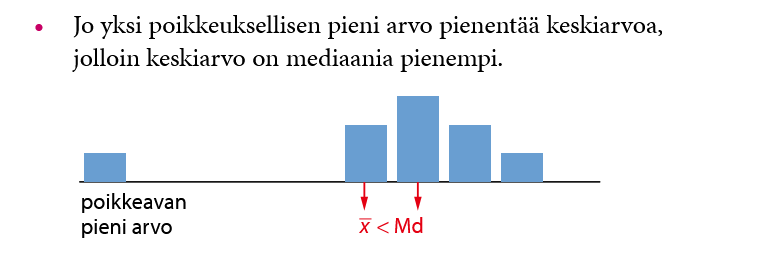 • Jo yksi poikkeuksellisen pieni arvo pienentää keskiarvoa,
jolloin keskiarvo on mediaania pienempi.
poikkeavan
pieni arvo
x̅ < Md